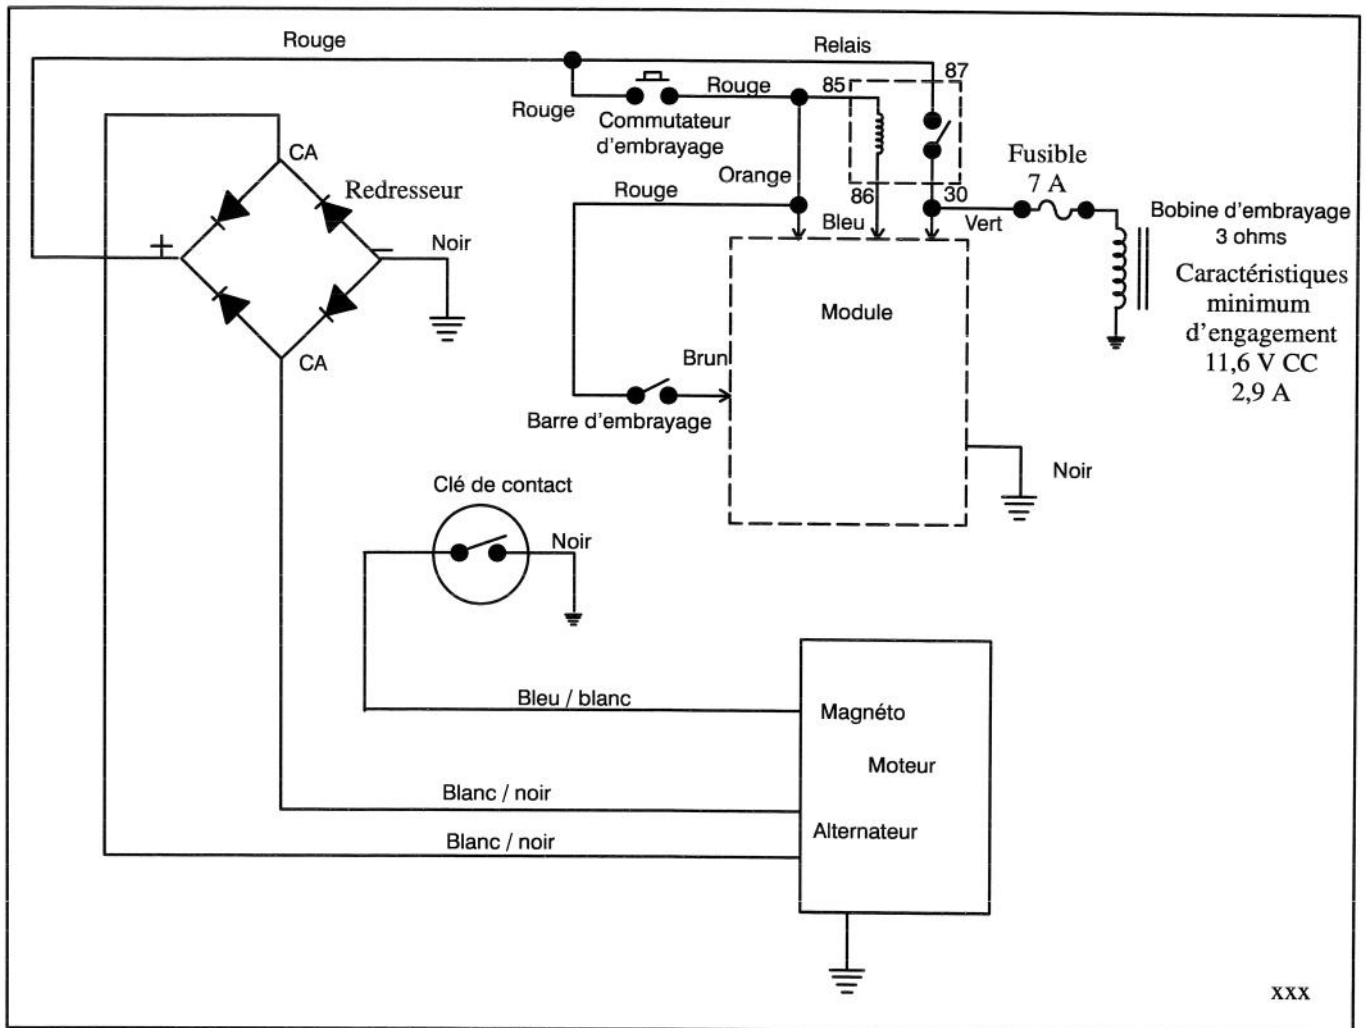 Rouge
Relais
87
85
Rouge
Rouge
Commutateur
d'embrayage
Fusible
7 A
CA
Redresseur
Orange
Rouge
86
30
Bleu
Vert
Bobine d'embrayage
3 ohms
+
−
Noir
Caractéristiques
minimum
d'engagement
11,6 V CC
2,9 A
Module
CA
Brun
Barre d'embrayage
Noir
Clé de contact
Noir
Bleu / blanc
Magnéto
Moteur
Blanc / noir
Alternateur
Blanc / noir
xxx